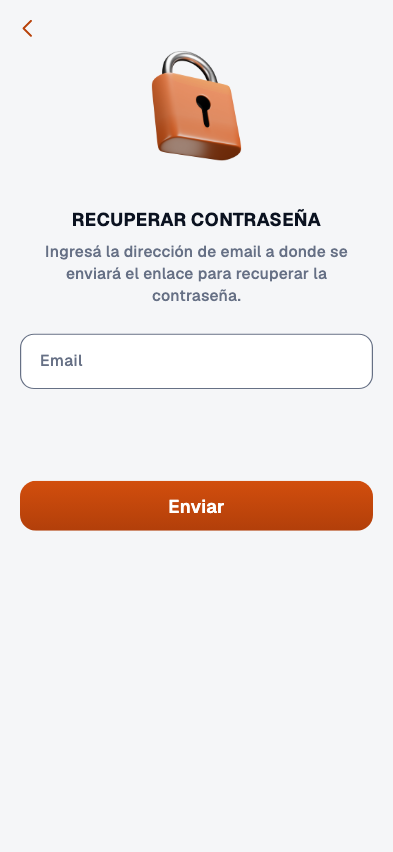 RECUPERAR CONTRASEÑA
Ingresá la dirección de email a donde se
enviará el enlace para recuperar la
contraseña.
Email
Enviar